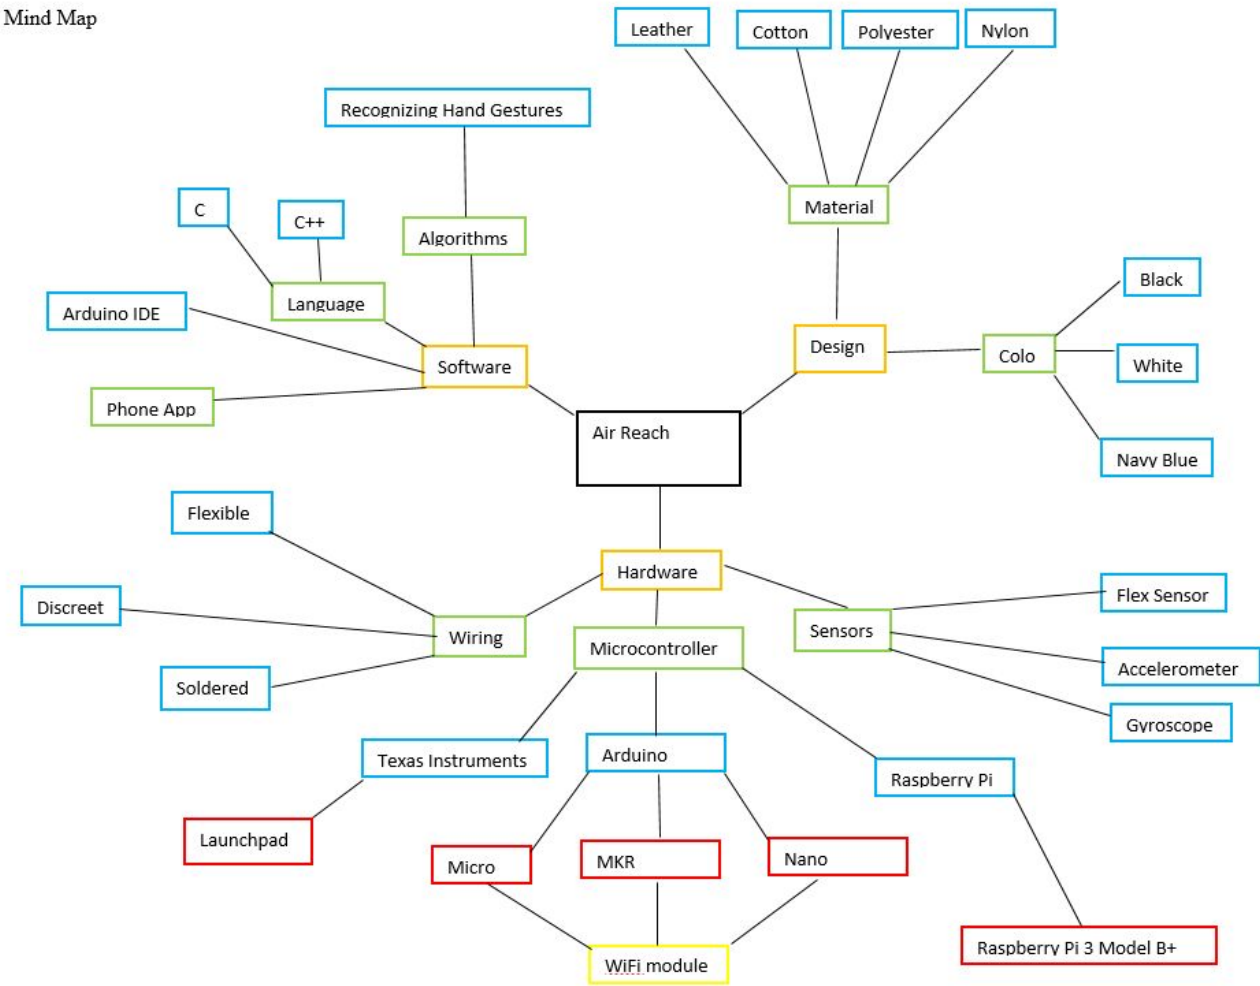 Mind Map
Leather
Cotton
Polyester
Nylon
Recognizing Hand Gestures
C
C++
Algorithms
Material
Language
Arduino IDE
Black
Design
Colo
White
Software
Phone App
Air Reach
Navy Blue
Flexible
Hardware
Discreet
Flex Sensor
Wiring
Microcontroller
Sensors
Accelerometer
Soldered
Gyroscope
Texas Instruments
Arduino
Raspberry Pi
Launchpad
Micro
MKR
Nano
Raspberry Pi 3 Model B+
WiFi module